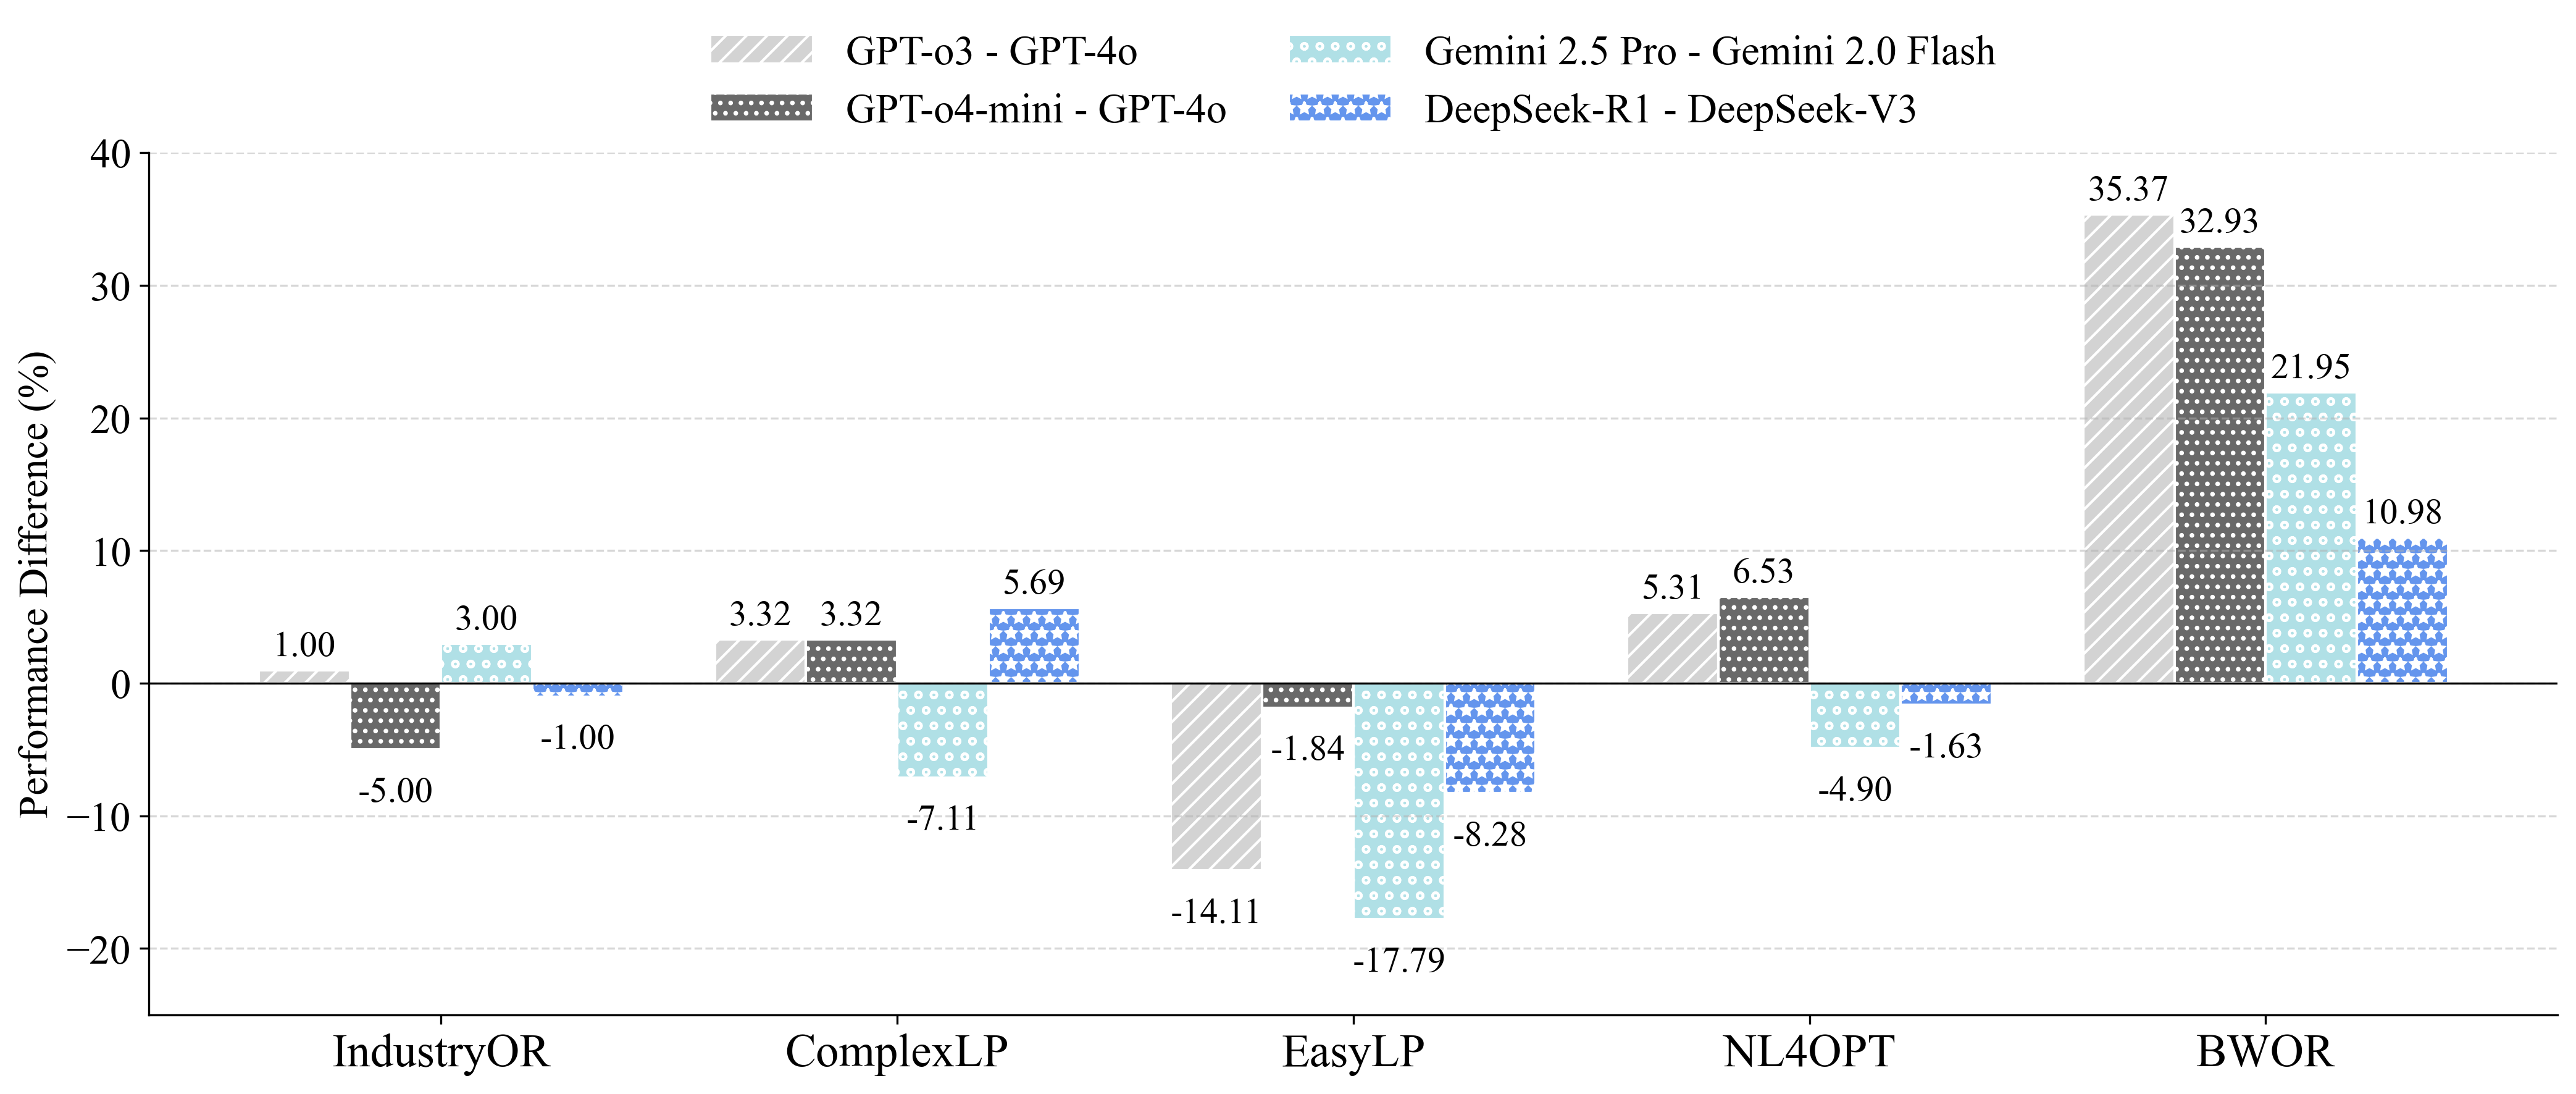 GPT-o3 - GPT-4o
GPT-o4-mini - GPT-4o
Gemini 2.5 Pro - Gemini 2.0 Flash
DeepSeek-R1 - DeepSeek-V3
Performance Difference (%)
40
30
20
10
0
−10
−20
1.00
-5.00
3.00
-1.00
3.32
3.32
-7.11
5.69
-14.11
-1.84
-17.79
-8.28
5.31
6.53
-4.90
-1.63
35.37
32.93
21.95
10.98
IndustryOR
ComplexLP
EasyLP
NL4OPT
BWOR